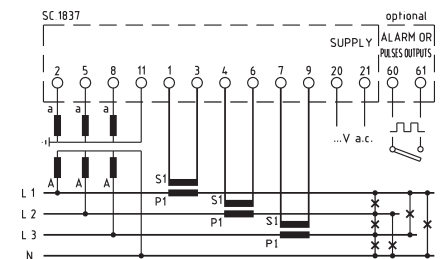 SC 1837 optional
SUPPLY ALARM OR
PULSES OUTPUTS
2 5 8 11 1 3 4 6 7 9 20 21 60 61
a a a
...V a.c.
A A A
S1
L 1 P1 S1
L 2 P1 S1
L 3 P1
N